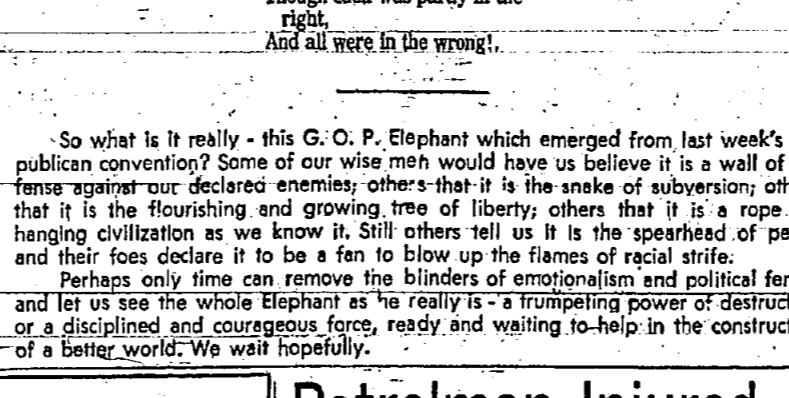 Though each was partly in the
right,
And all were in the wrong!.
So what is it really - this G. O. P. Elephant which emerged from last week's
publican convention? Some of our wise men would have us believe it is a wall of
fense against our declared enemies; others that it is the snake of subversion; oth
that it is the flourishing and growing tree of liberty; others that it is a rope
hanging civilization as we know it. Still others tell us it is the spearhead of pe
and their foes declare it to be a fan to blow up the flames of racial strife.
Perhaps only time can remove the blinders of emotionalism and political fer
and let us see the whole Elephant as he really is - a trumpeting power of destruct
or a disciplined and courageous force, ready and waiting to help in the construct
of a better world. We wait hopefully.
Patrolman Injured